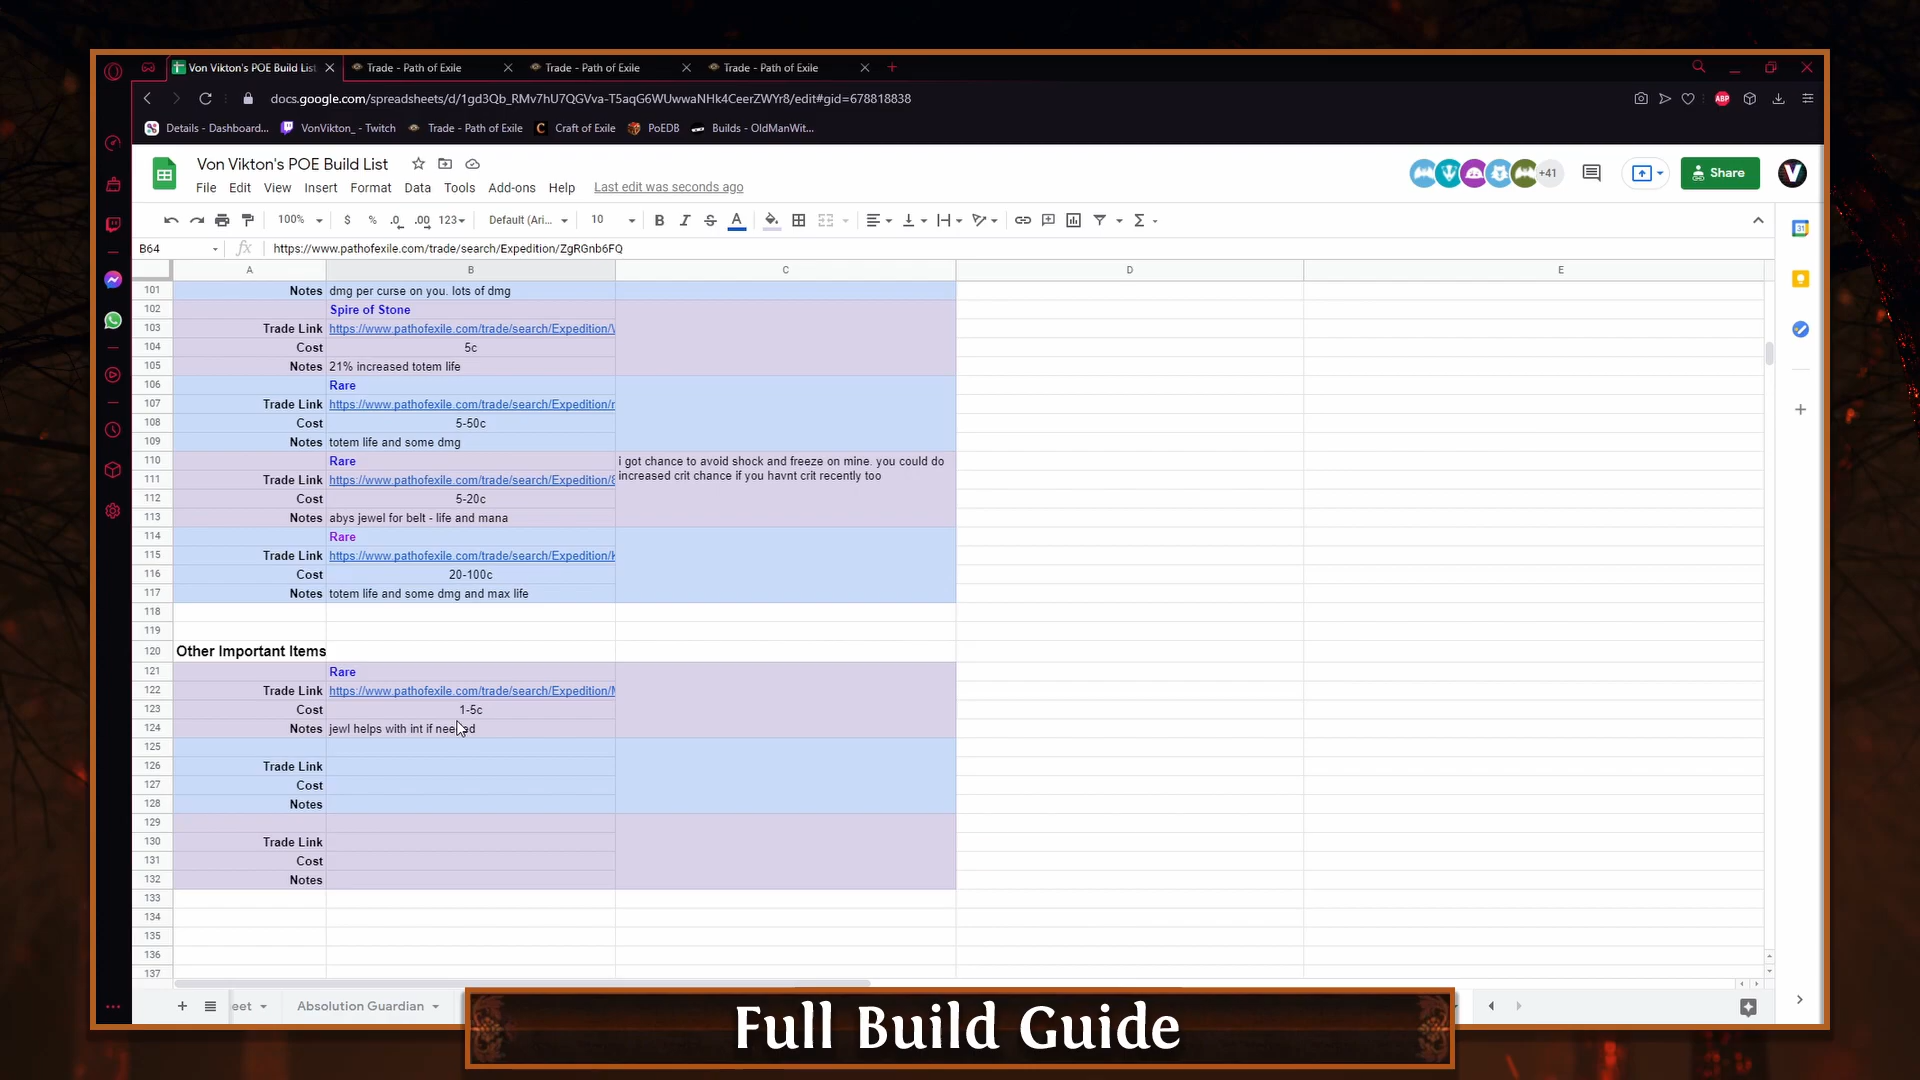 Von Vikton's POE Build List
Trade - Path of Exile
Trade - Path of Exile
Trade - Path of Exile
docs.google.com/spreadsheets/d/1gd3Qb_RMv7hU7QGVva-T5aqG6WUwwaNHk4CeerZWYr8/edit#gid=678818838
ABP
Details - Dashboard...
VonVikton_ - Twitch
Trade - Path of Exile
Craft of Exile
PoEDB
Builds - OldManWit...
Von Vikton's POE Build List
File Edit View Insert Format Data Tools Add-ons Help Last edit was seconds ago
+41
Share
V
100% $ % .0 .00 123 Default (Ari... 10 B I S A
B64 fx https://www.pathofexile.com/trade/search/Expedition/ZgRGnb6FQ
A B C D E
101 Notes dmg per curse on you. lots of dmg
102 Spire of Stone
103 Trade Link https://www.pathofexile.com/trade/search/Expedition/
104 Cost 5c
105 Notes 21% increased totem life
106 Rare
107 Trade Link https://www.pathofexile.com/trade/search/Expedition/
108 Cost 5-50c
109 Notes totem life and some dmg
110 Rare i got chance to avoid shock and freeze on mine. you could do
111 Trade Link https://www.pathofexile.com/trade/search/Expedition/ increased crit chance if you havnt crit recently too
112 Cost 5-20c
113 Notes abys jewel for belt - life and mana
114 Rare
115 Trade Link https://www.pathofexile.com/trade/search/Expedition/
116 Cost 20-100c
117 Notes totem life and some dmg and max life
118
119
120 Other Important Items
121 Rare
122 Trade Link https://www.pathofexile.com/trade/search/Expedition/
123 Cost 1-5c
124 Notes jewl helps with int if needed
125
126 Trade Link
127 Cost
128 Notes
129
130 Trade Link
131 Cost
132 Notes
133
134
135
136
137
31
eet Absolution Guardian
Full Build Guide